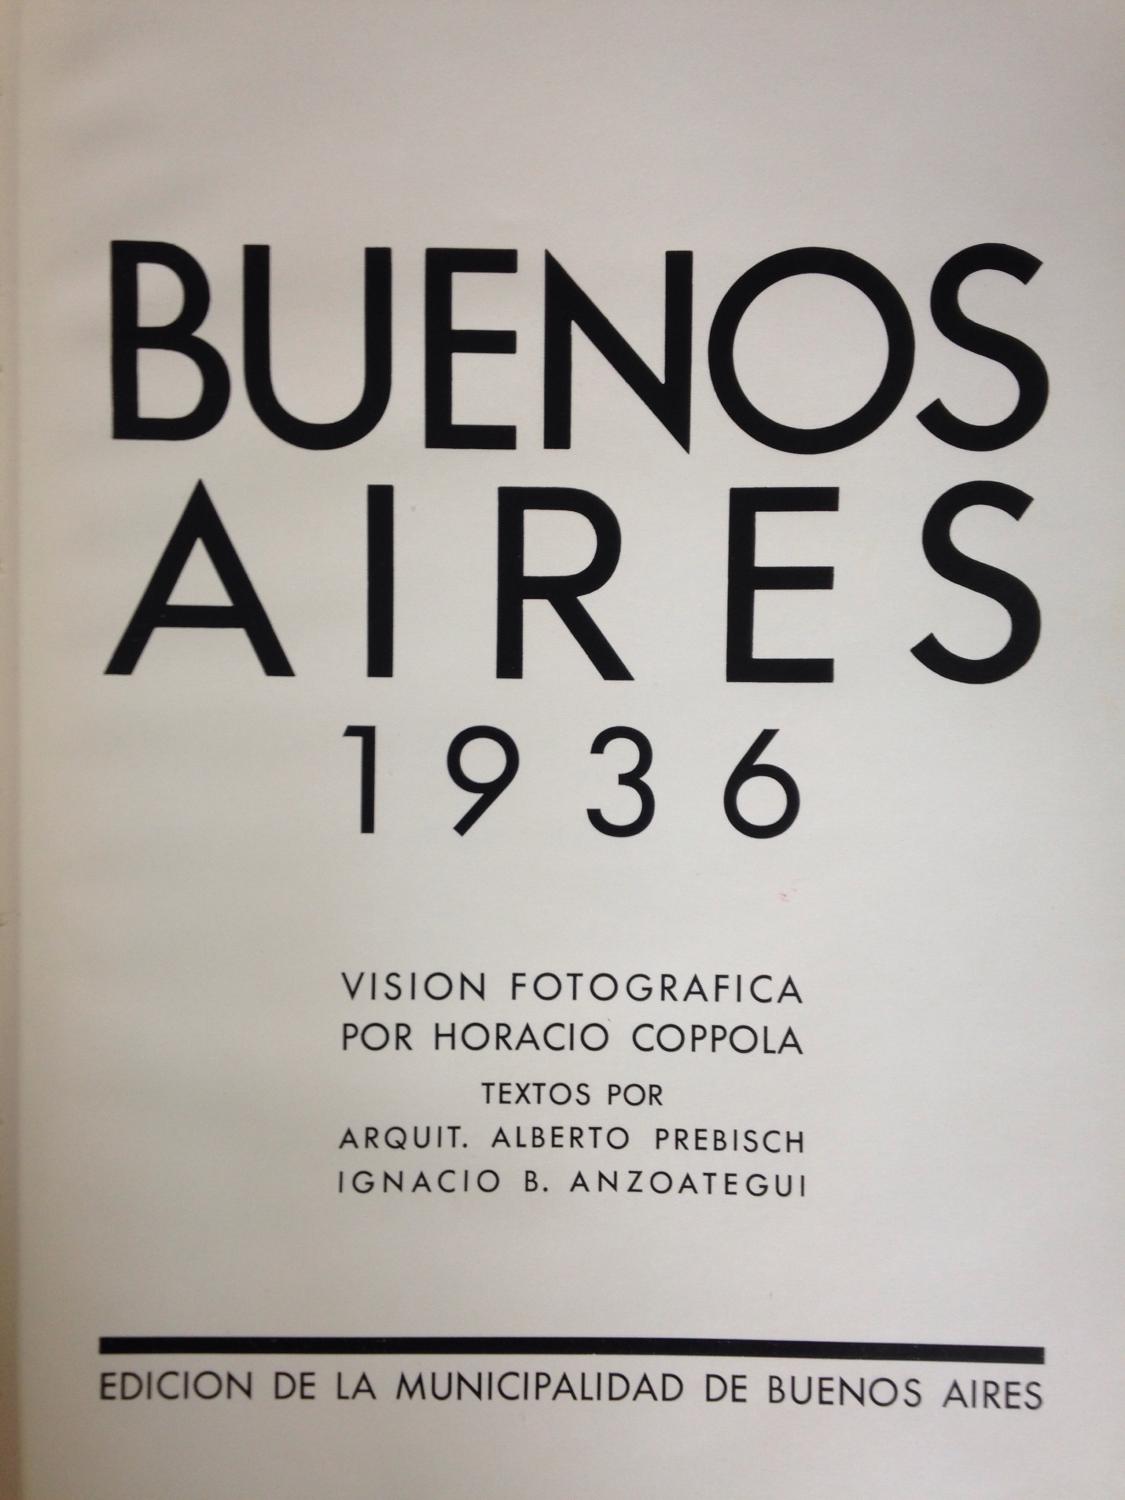 BUENOS
AIRES
1936
VISION FOTOGRAFICA
POR HORACIO COPPOLA
TEXTOS POR
ARQUIT. ALBERTO PREBISCH
IGNACIO B. ANZOATEGUI
EDICION DE LA MUNICIPALIDAD DE BUENOS AIRES